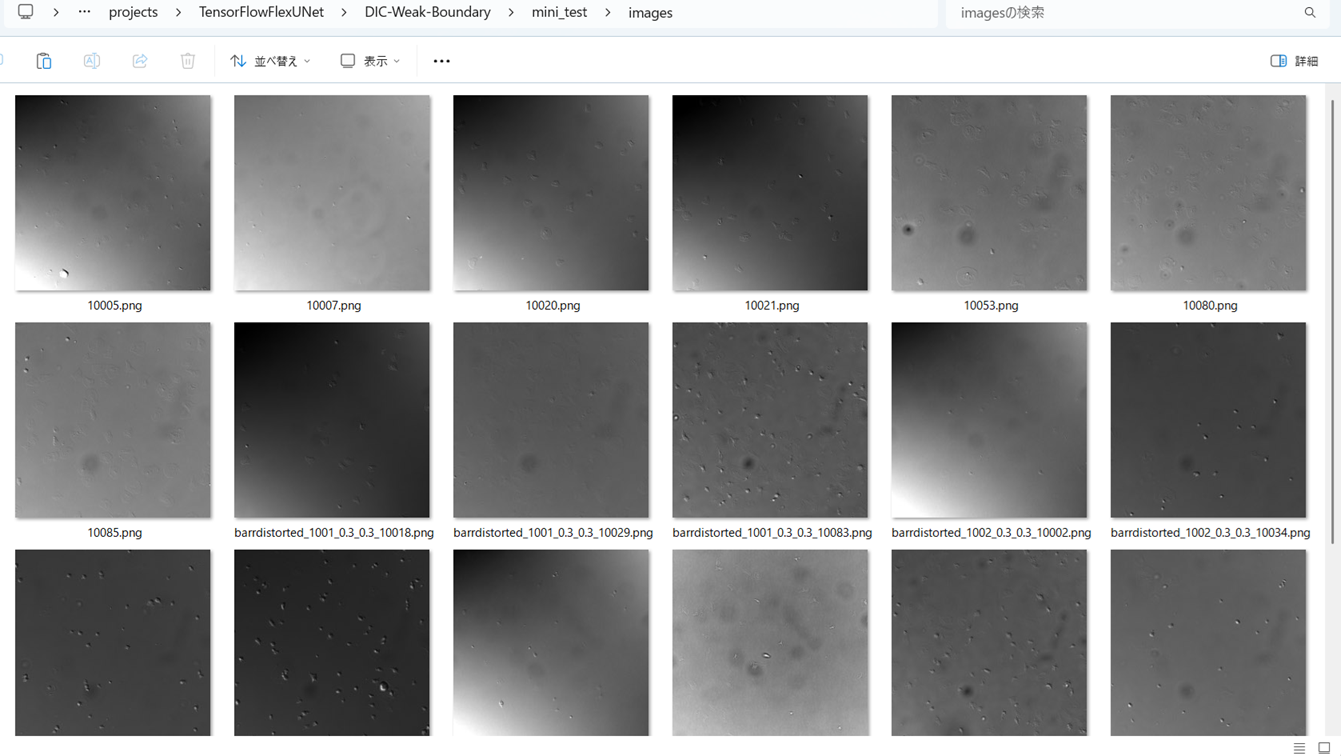 projects > TensorFlowFlexUNet > DIC-Weak-Boundary > mini_test > images
imagesの検索
並べ替え
表示
詳細
10005.png
10007.png
10020.png
10021.png
10053.png
10080.png
10085.png
barrdistorted_1001_0.3_0.3_10018.png
barrdistorted_1001_0.3_0.3_10029.png
barrdistorted_1001_0.3_0.3_10083.png
barrdistorted_1002_0.3_0.3_10002.png
barrdistorted_1002_0.3_0.3_10034.png